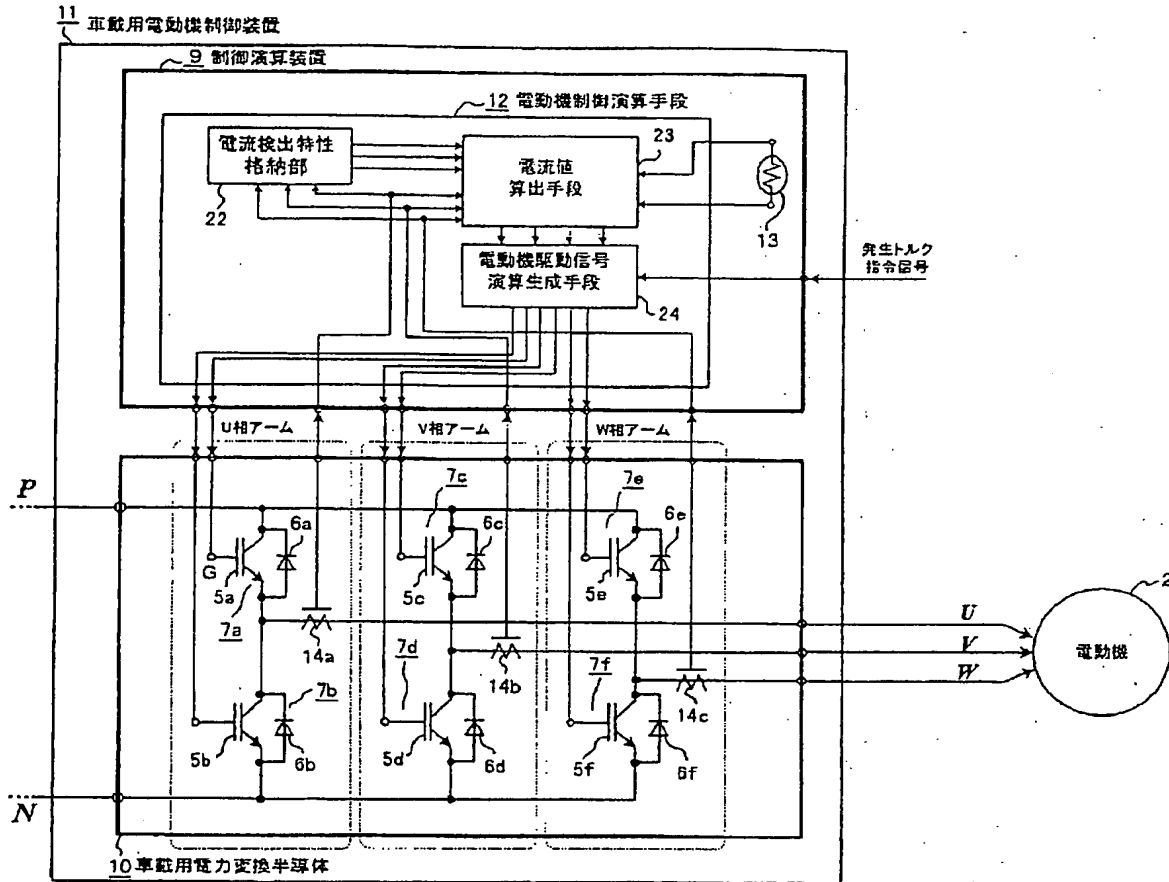 11 車戴用電動機制御装置
9 制御演算装置
12 電動機制御演算手段
電流検出特性
格納部
22
電流値
算出手段
23
13
電動機駆動信号
演算生成手段
24
発生トルク
指令信号
U相アーム
V相アーム
W相アーム
P
7c
7e
6a
6c
6e
G
5a
5c
5e
7a
2
U
14a
7d
V
電動機
14b
7f
W
7b
14c
5b
6b
5d
6d
5f
6f
N
10 車戴用電力変換半導体